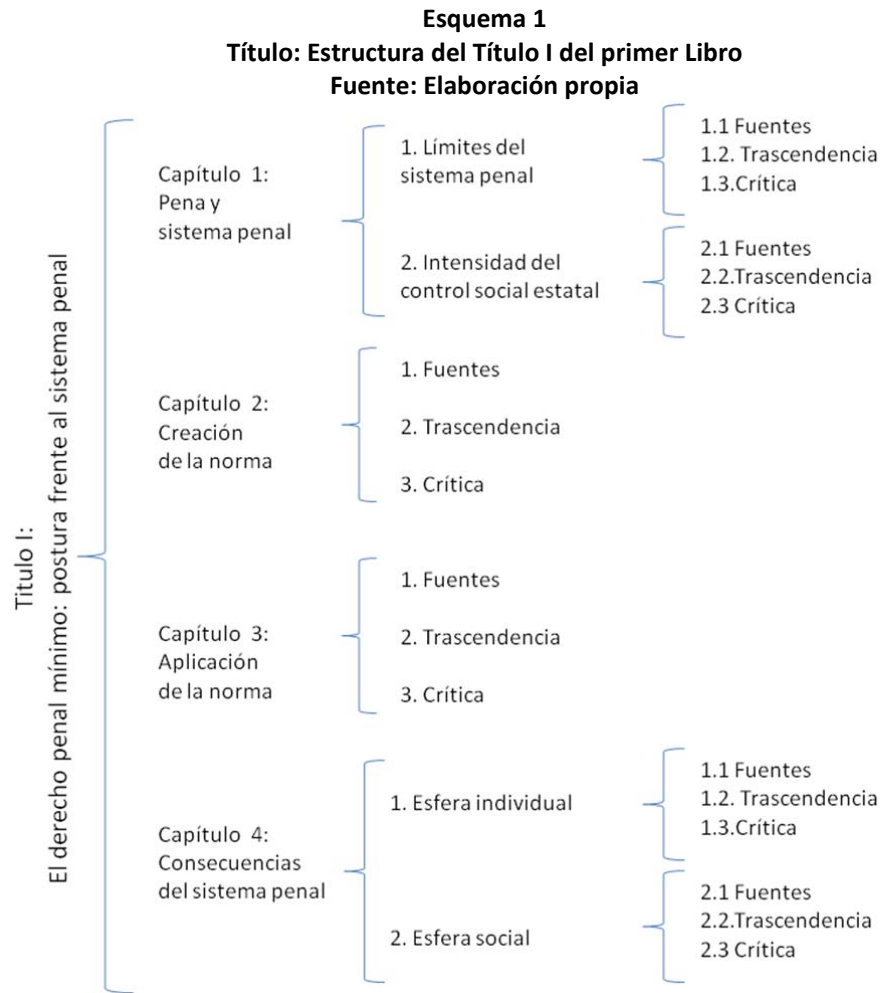 Esquema 1
Título: Estructura del Título I del primer Libro
Fuente: Elaboración propia
Titulo I:
El derecho penal mínimo: postura frente al sistema penal
Capítulo 1:
Pena y
sistema penal
1. Límites del
sistema penal
1.1 Fuentes
1.2. Trascendencia
1.3.Crítica
2. Intensidad del
control social estatal
2.1 Fuentes
2.2.Trascendencia
2.3 Crítica
Capítulo 2:
Creación
de la norma
1. Fuentes
2. Trascendencia
3. Crítica
Capítulo 3:
Aplicación
de la norma
1. Fuentes
2. Trascendencia
3. Crítica
Capítulo 4:
Consecuencias
del sistema penal
1. Esfera individual
1.1 Fuentes
1.2. Trascendencia
1.3.Crítica
2. Esfera social
2.1 Fuentes
2.2.Trascendencia
2.3 Crítica